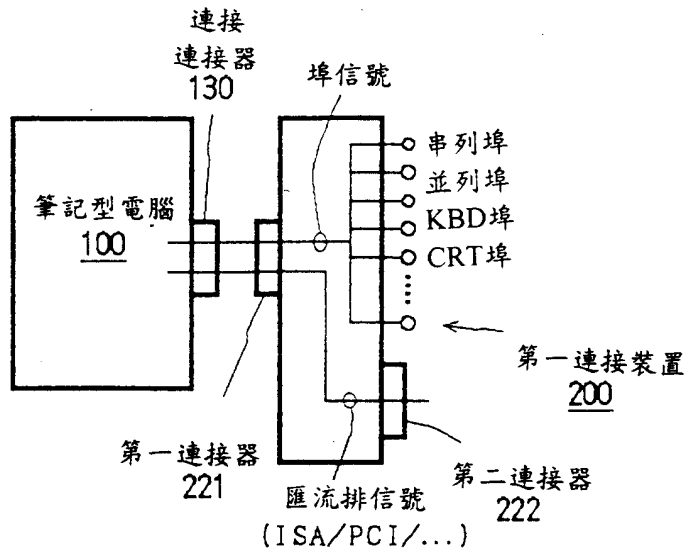 連接
連接器
130
埠信號
筆記型電腦
100
串列埠
並列埠
KBD埠
CRT埠
第一連接裝置
200
第一連接器
221
匯流排信號
(ISA/PCI/...)
第二連接器
222